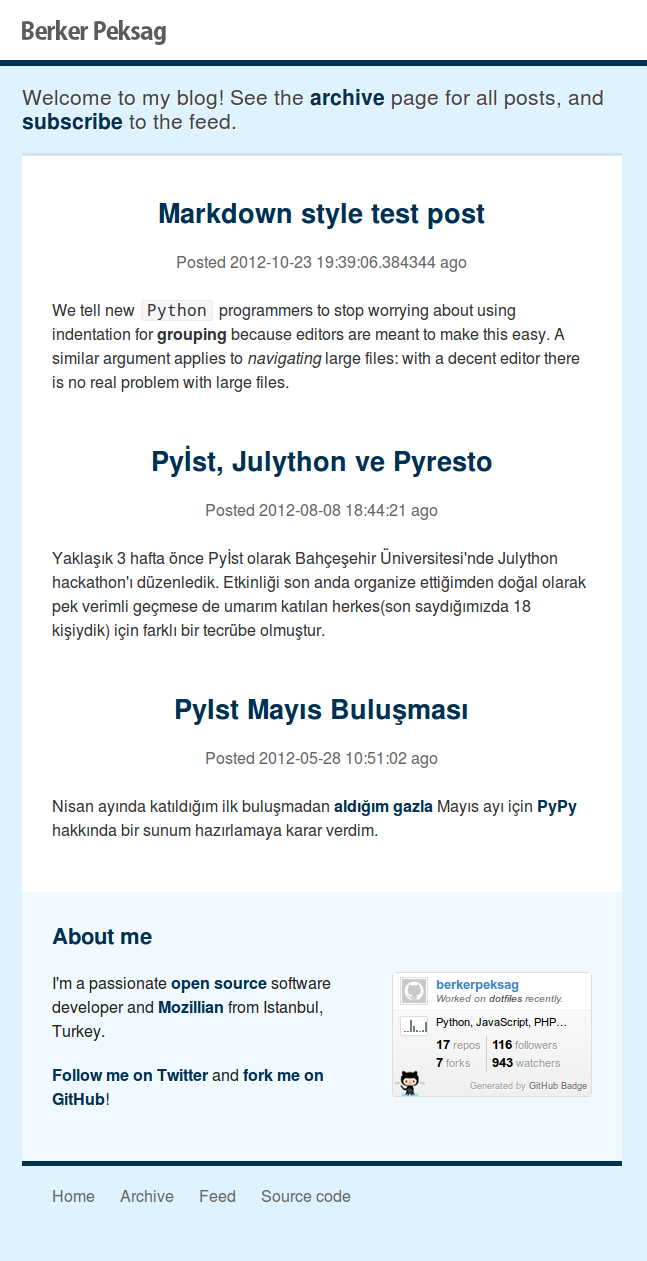 Berker Peksag
Welcome to my blog! See the archive page for all posts, and
subscribe to the feed.
Markdown style test post
Posted 2012-10-23 19:39:06.384344 ago
We tell new Python programmers to stop worrying about using
indentation for grouping because editors are meant to make this easy. A
similar argument applies to navigating large files: with a decent editor there
is no real problem with large files.
Pyİst, Julython ve Pyresto
Posted 2012-08-08 18:44:21 ago
Yaklaşık 3 hafta önce Pyİst olarak Bahçeşehir Üniversitesi'nde Julython
hackathon'ı düzenledik. Etkinliği son anda organize ettiğimden doğal olarak
pek verimli geçmese de umarım katılan herkes(son saydığımızda 18
kişiydik) için farklı bir tecrübe olmuştur.
PyIst Mayıs Buluşması
Posted 2012-05-28 10:51:02 ago
Nisan ayında katıldığım ilk buluşmadan aldığım gazla Mayıs ayı için PyPy
hakkında bir sunum hazırlamaya karar verdim.
About me
I'm a passionate open source software
developer and Mozillian from Istanbul,
Turkey.
Follow me on Twitter and fork me on
GitHub!
berkerpeksag
Worked on dotfiles recently.
Python, JavaScript, PHP...
17 repos 116 followers
7 forks 943 watchers
Generated by GitHub Badge
Home Archive Feed Source code